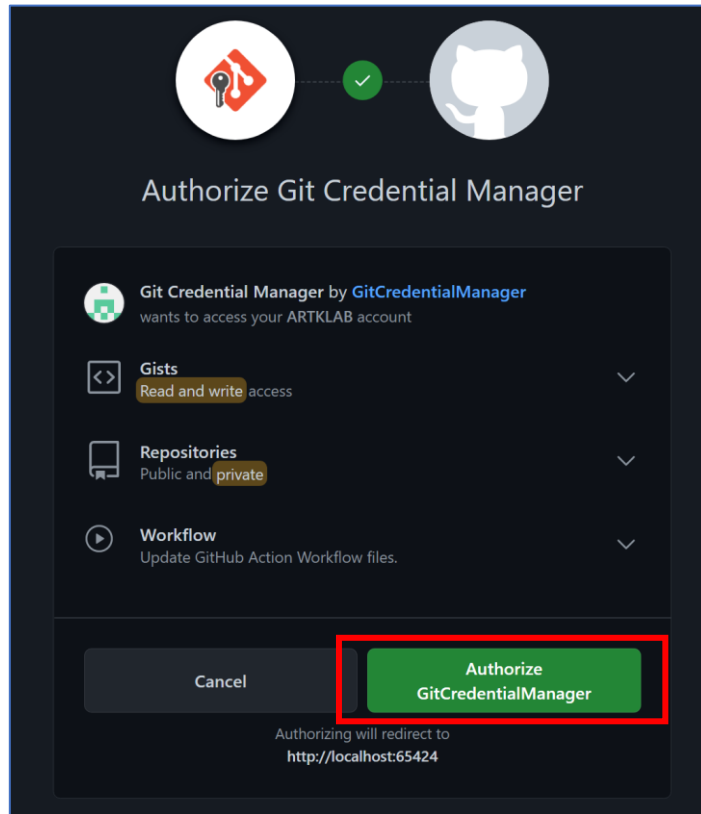 Authorize Git Credential Manager
Git Credential Manager by GitCredentialManager
wants to access your ARTKLAB account
Gists
Read and write access
Repositories
Public and private
Workflow
Update GitHub Action Workflow files.
Cancel
Authorize
GitCredentialManager
Authorizing will redirect to
http://localhost:65424